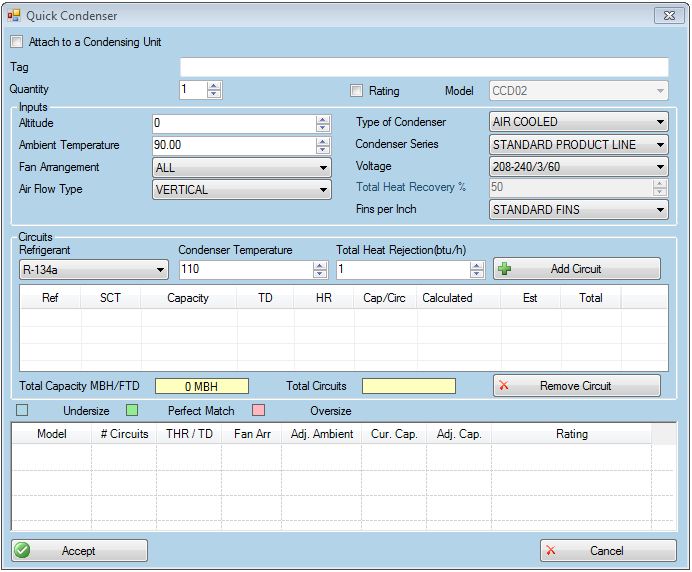 Quick Condenser
Attach to a Condensing Unit
Tag
Quantity 1 Rating Model CCD02
Inputs
Altitude 0 Type of Condenser AIR COOLED
Ambient Temperature 90.00 Condenser Series STANDARD PRODUCT LINE
Fan Arrangement ALL Voltage 208-240/3/60
Air Flow Type VERTICAL Total Heat Recovery % 50
Fins per Inch STANDARD FINS
Circuits
Refrigerant Condenser Temperature Total Heat Rejection(btu/h)
R-134a 110 1 Add Circuit
Ref SCT Capacity TD HR Cap/Circ Calculated Est Total
Total Capacity MBH/FTD 0 MBH Total Circuits Remove Circuit
Undersize Perfect Match Oversize
Model # Circuits THR / TD Fan Arr Adj. Ambient Cur. Cap. Adj. Cap. Rating
Accept Cancel